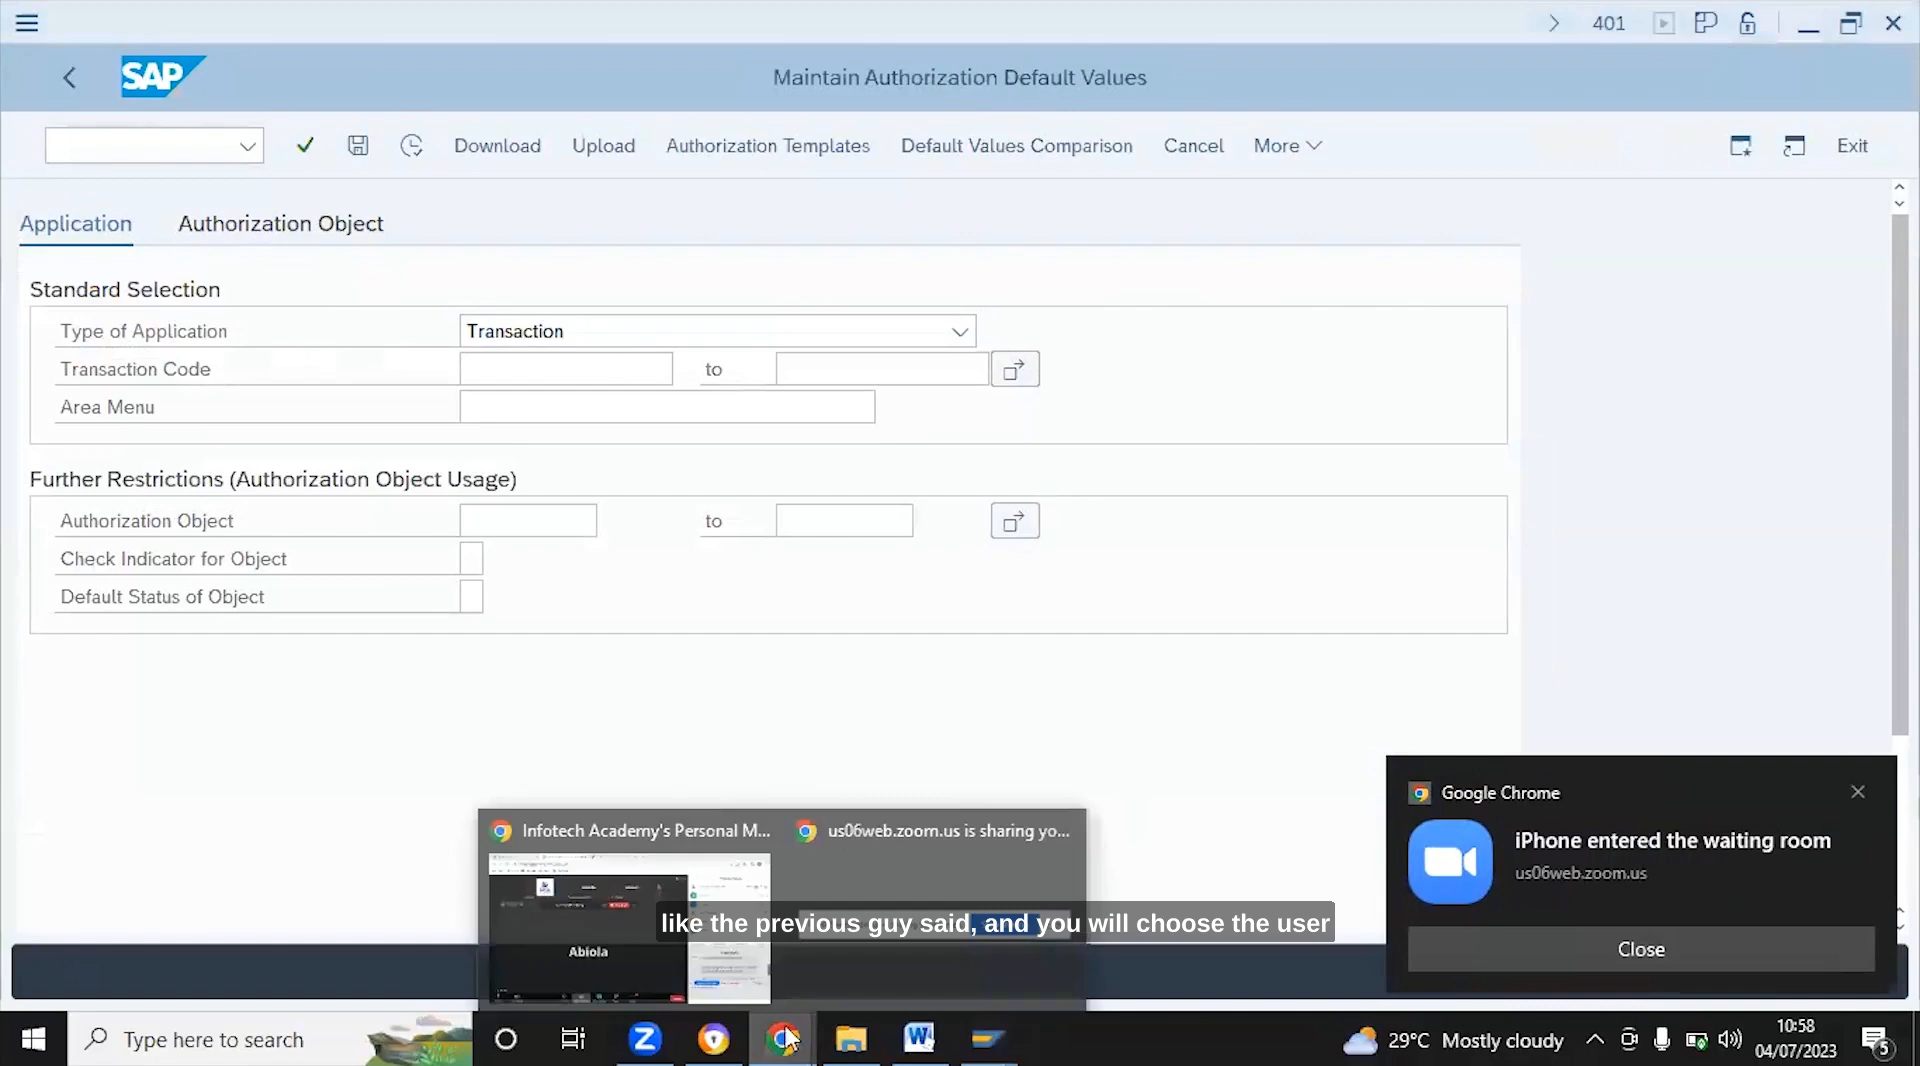 401
SAP
Maintain Authorization Default Values
Download Upload Authorization Templates Default Values Comparison Cancel More Exit
Application Authorization Object
Standard Selection
Type of Application Transaction
Transaction Code to
Area Menu
Further Restrictions (Authorization Object Usage)
Authorization Object to
Check Indicator for Object
Default Status of Object
Google Chrome
iPhone entered the waiting room
us06web.zoom.us
Close
Infotech Academy's Personal M... us06web.zoom.us is sharing yo...
like the previous guy said, and you will choose the user
Abiola
Type here to search
29°C Mostly cloudy
10:58
04/07/2023
5